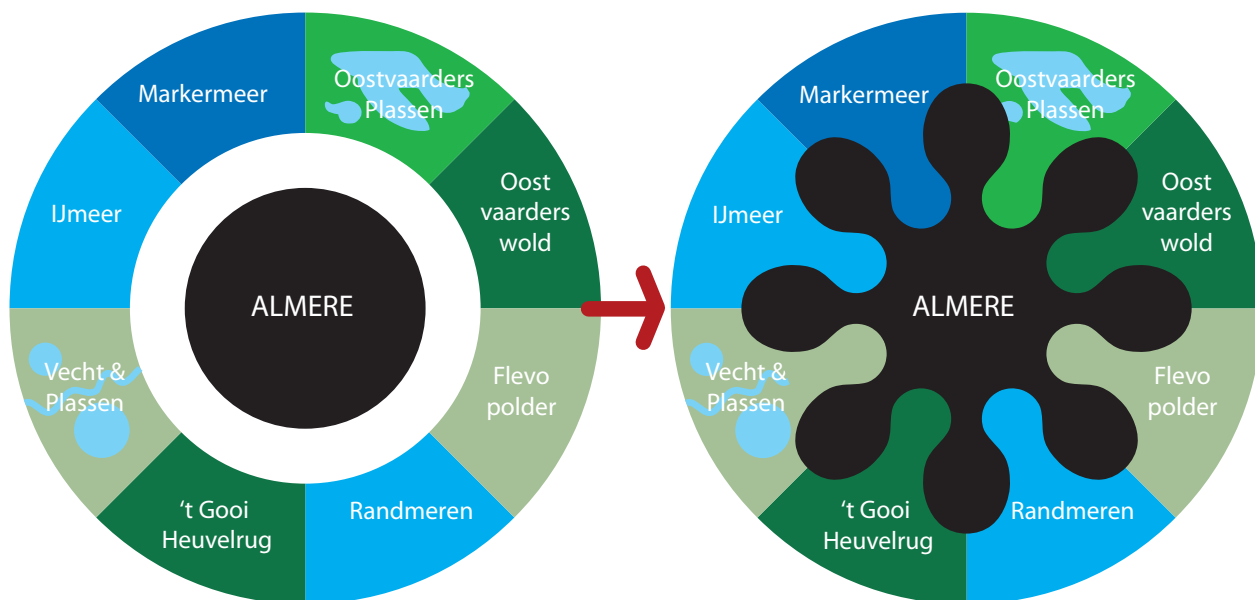 Markermeer
Oostvaarders
Plassen
IJmeer
Oost
vaarders
wold
ALMERE
Vecht &
Plassen
Flevo
polder
‘t Gooi
Heuvelrug
Randmeren
Markermeer
Oostvaarders
Plassen
IJmeer
Oost
vaarders
wold
ALMERE
Vecht &
Plassen
Flevo
polder
‘t Gooi
Heuvelrug
Randmeren